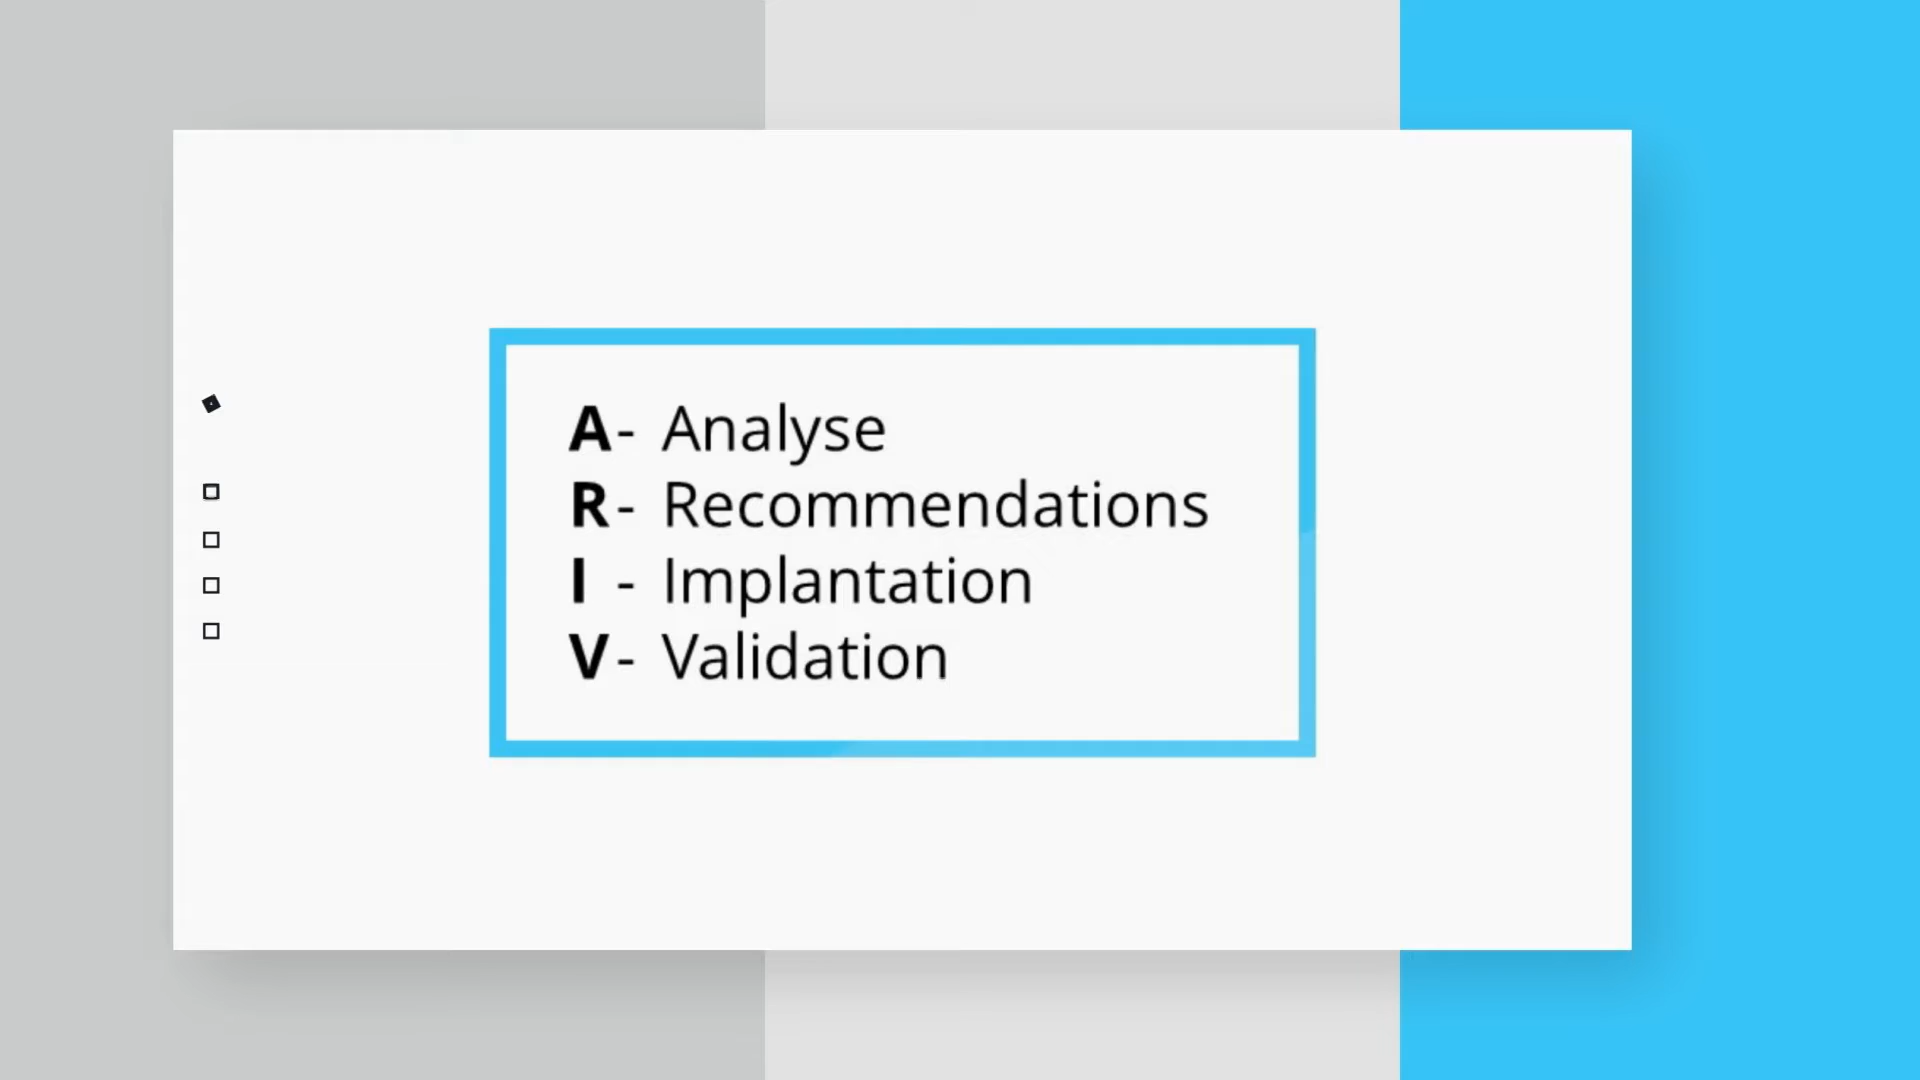 A - Analyse
R - Recommendations
I - Implantation
V - Validation